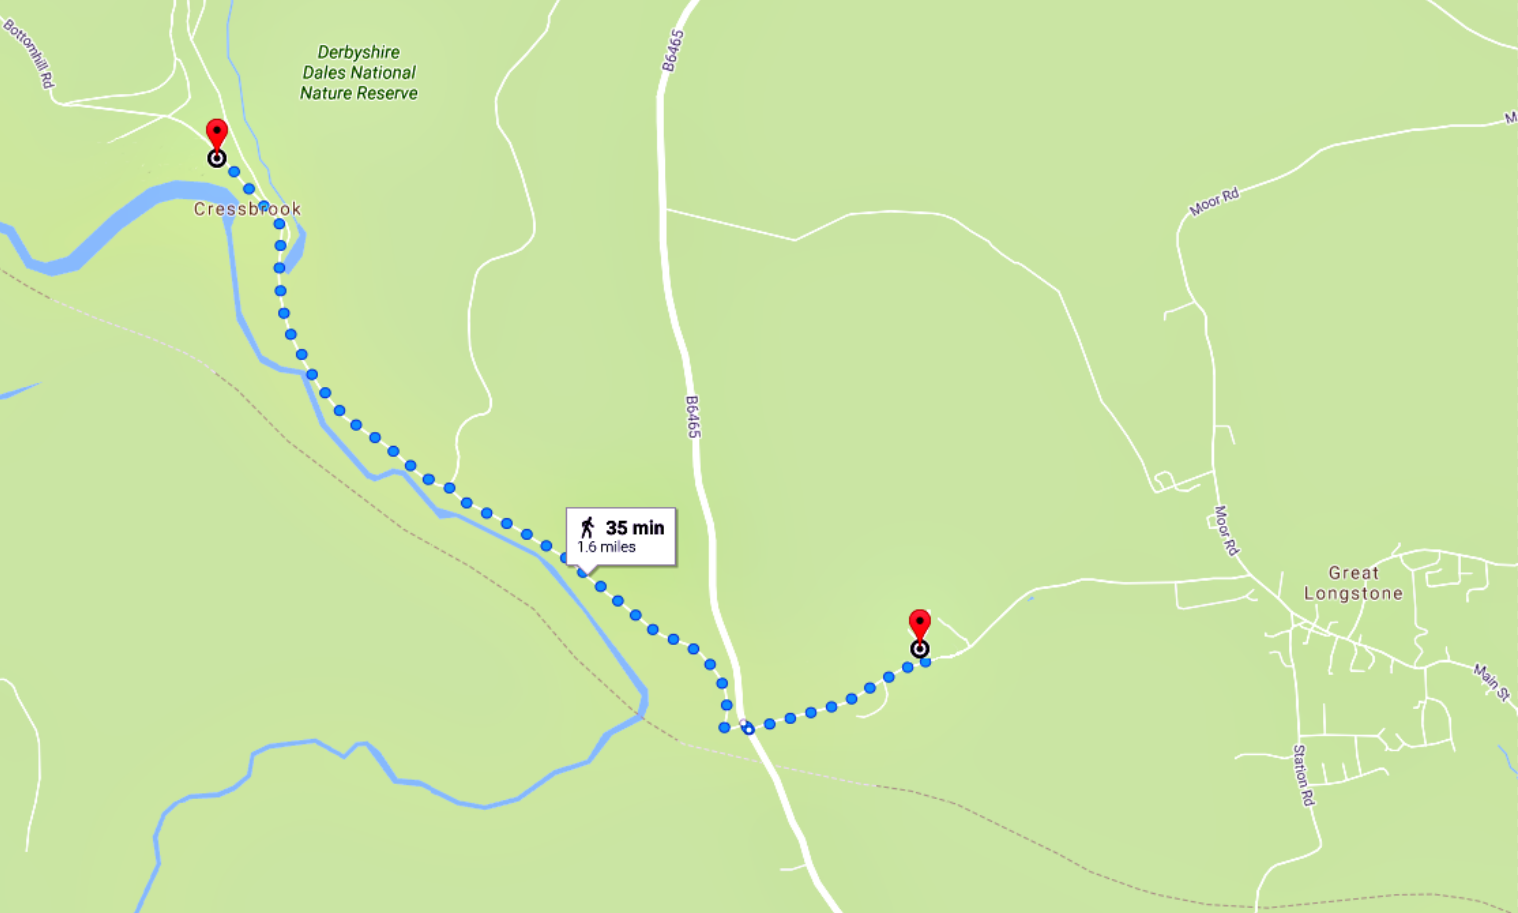 Bottomhill Rd
Derbyshire
Dales National
Nature Reserve
B6465
Moor Rd
Cressbrook
B6465
35 min
1.6 miles
Moor Rd
Great
Longstone
Main St
Station Rd